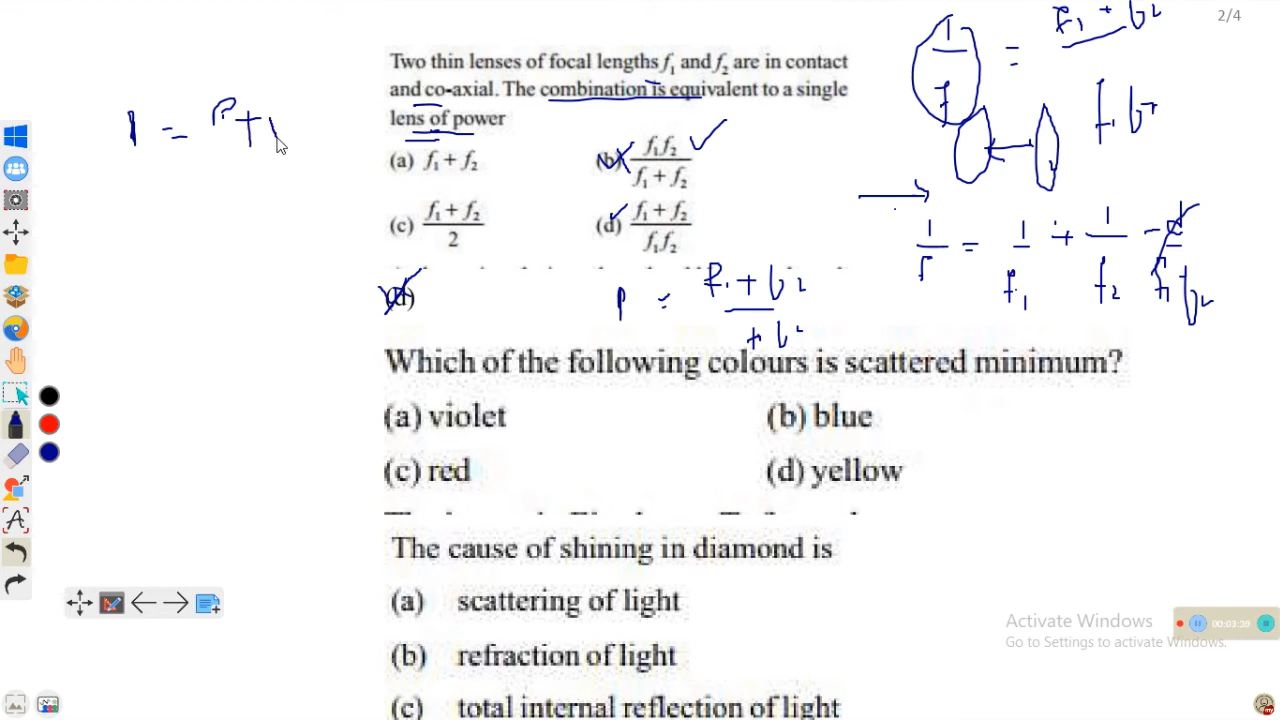 2/4
Two thin lenses of focal lengths f₁ and f₂ are in contact
and co-axial. The combination is equivalent to a single
lens of power
(a) f₁ + f₂
(b) f₁f₂ / f₁ + f₂
(c) f₁ + f₂ / 2
(d) f₁ + f₂ / f₁f₂
(d)
Which of the following colours is scattered minimum?
(a) violet
(b) blue
(c) red
(d) yellow
The cause of shining in diamond is
(a) scattering of light
(b) refraction of light
(c) total internal reflection of light
Activate Windows
Go to Settings to activate Windows.
00:03:39